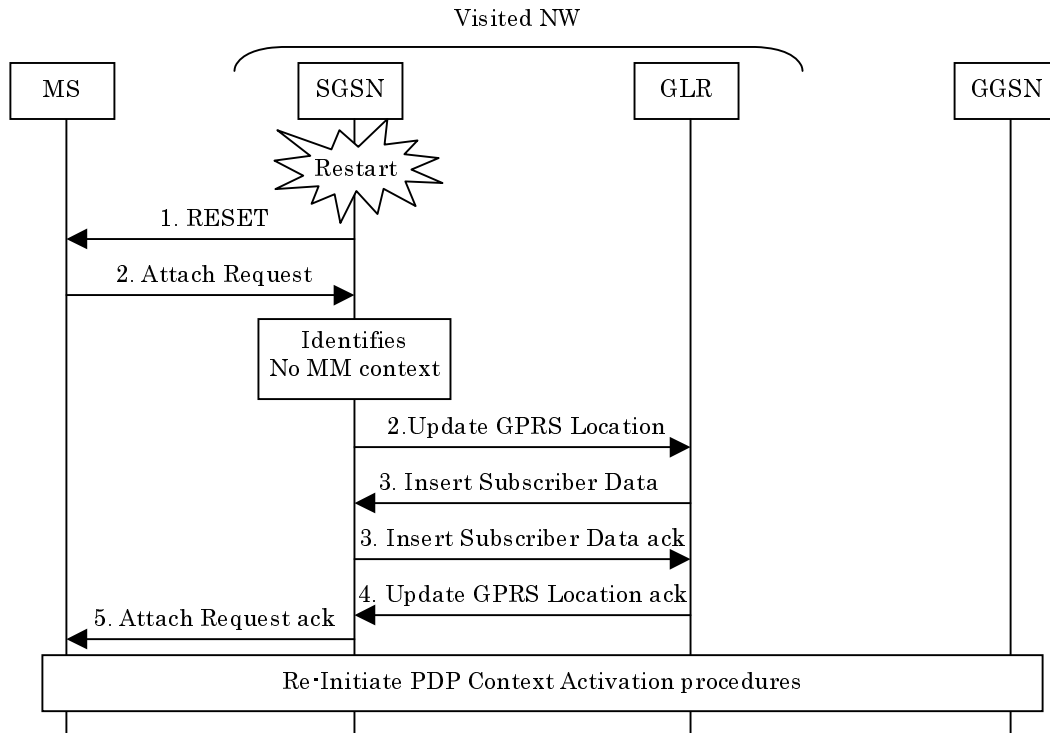 Visited NW
MS
SGSN
GLR
GGSN
Restart
1. RESET
2. Attach Request
Identifies
No MM context
2.Update GPRS Location
3. Insert Subscriber Data
3. Insert Subscriber Data ack
4. Update GPRS Location ack
5. Attach Request ack
Re-Initiate PDP Context Activation procedures